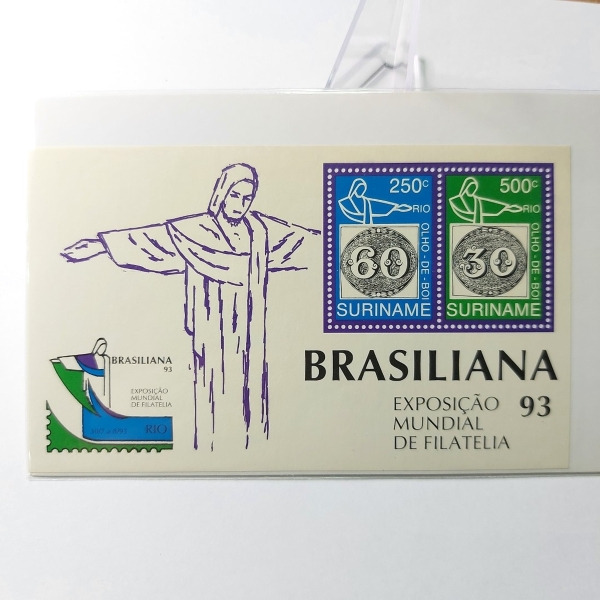 250c
RIO
OLHO-DE-BOI
60
SURINAME
500c
RIO
OLHO-DE-BOI
30
SURINAME
BRASILIANA
93
EXPOSIÇÃO
MUNDIAL
DE FILATELIA
RIO
BRASILIANA
EXPOSIÇÃO 93
MUNDIAL
DE FILATELIA